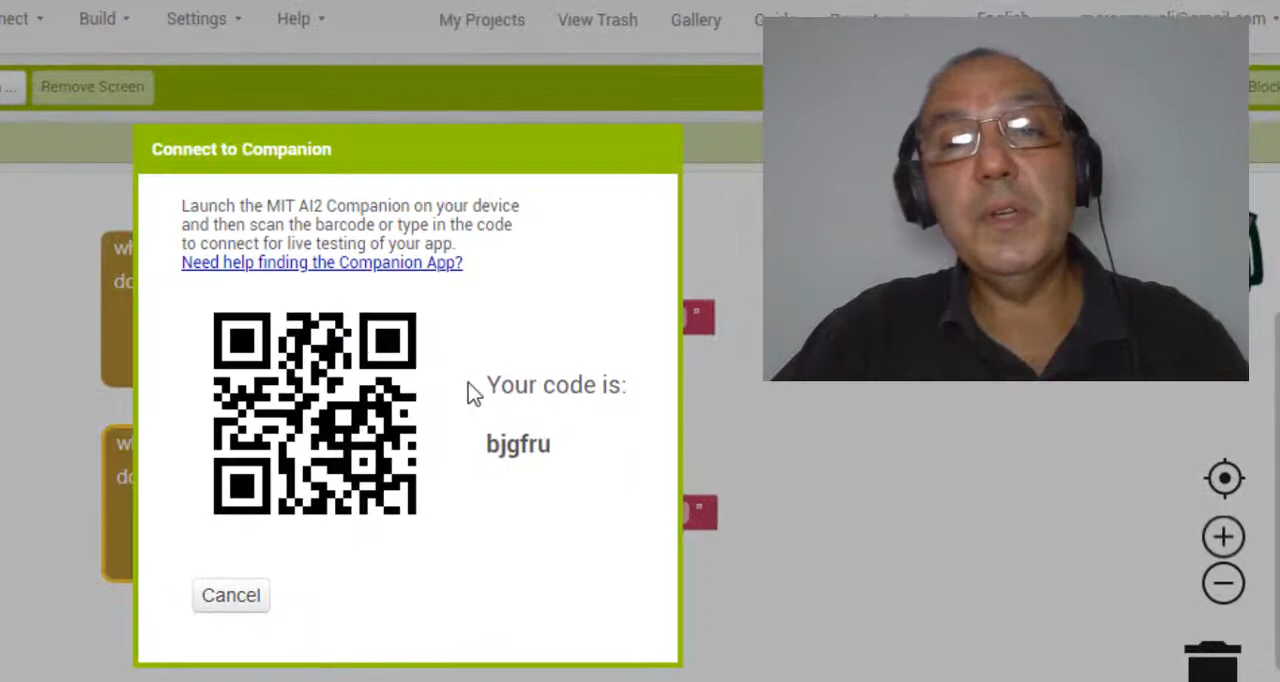 Build Settings Help My Projects View Trash Gallery
Remove Screen
Connect to Companion
Launch the MIT AI2 Companion on your device
and then scan the barcode or type in the code
to connect for live testing of your app.
Need help finding the Companion App?
Your code is:
bjgfru
Cancel